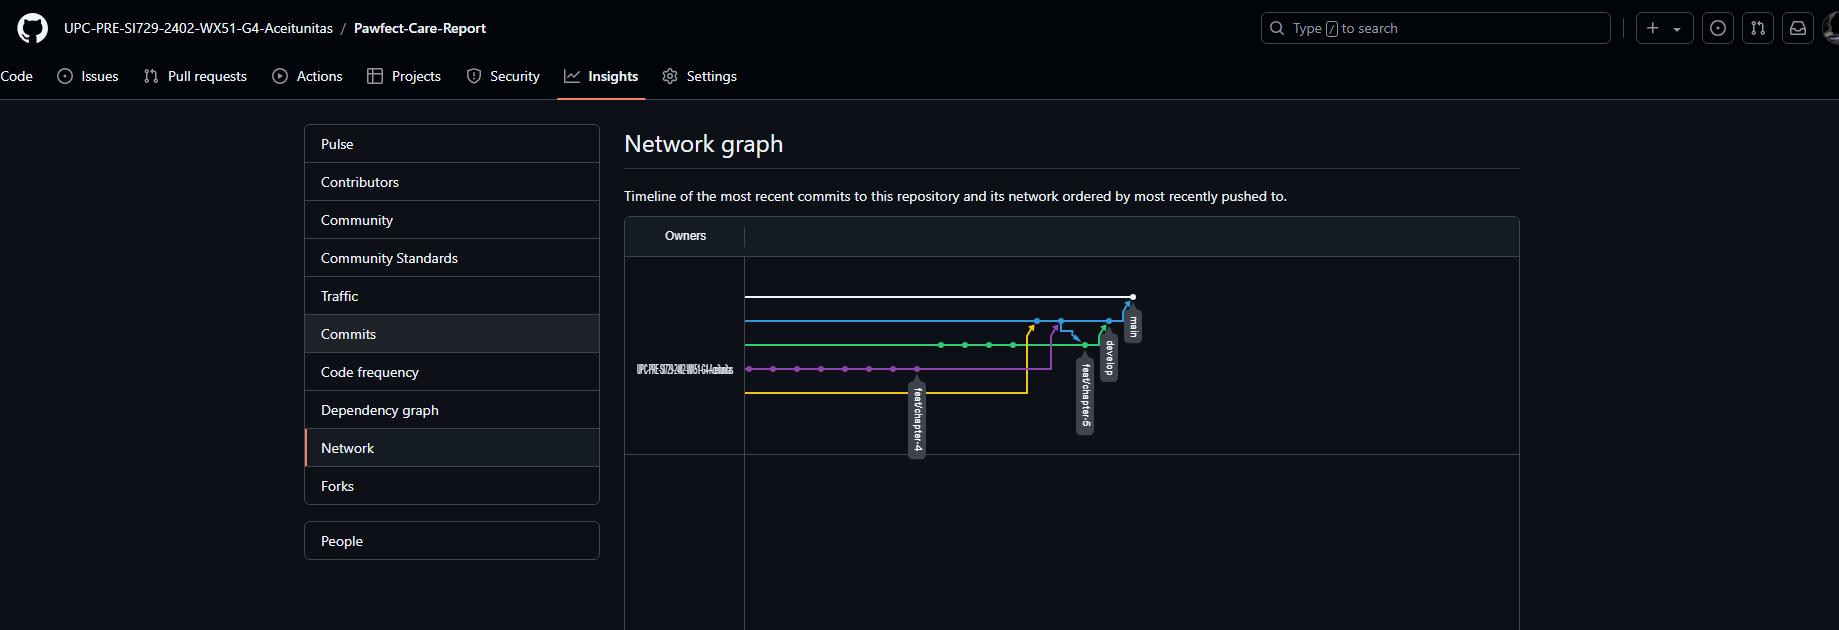 UPC-PRE-SI729-2402-WX51-G4-Aceitunitas / Pawfect-Care-Report
Type / to search
Code
Issues
Pull requests
Actions
Projects
Security
Insights
Settings
Pulse
Contributors
Community
Community Standards
Traffic
Commits
Code frequency
Dependency graph
Network
Forks
People
Network graph
Timeline of the most recent commits to this repository and its network ordered by most recently pushed to.
Owners
UPC-PRE-SI729-2402-WX51-G4-Aceitunitas
main
develop
feat/chapter-5
feat/chapter-4